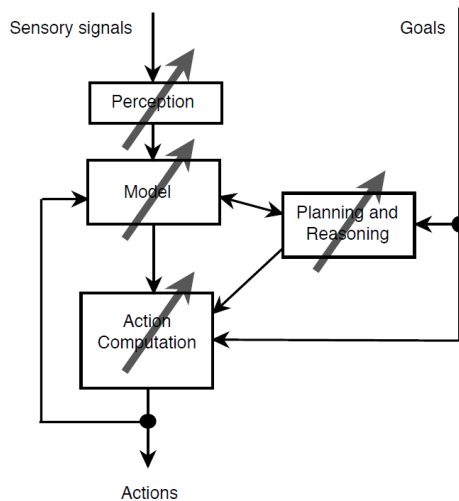 Sensory signals
Goals
Perception
Model
Planning and
Reasoning
Action
Computation
Actions